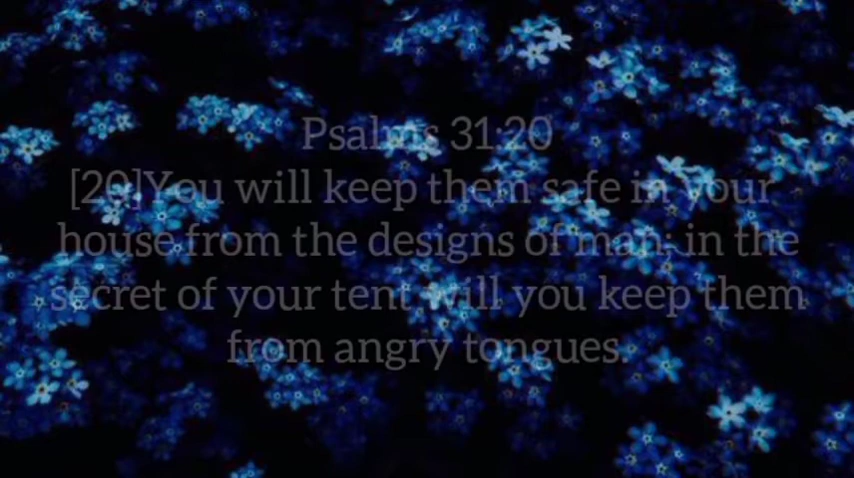 Psalms 31:20
[20]You will keep them safe in your
house from the designs of man: in the
secret of your tent will you keep them
from angry tongues.